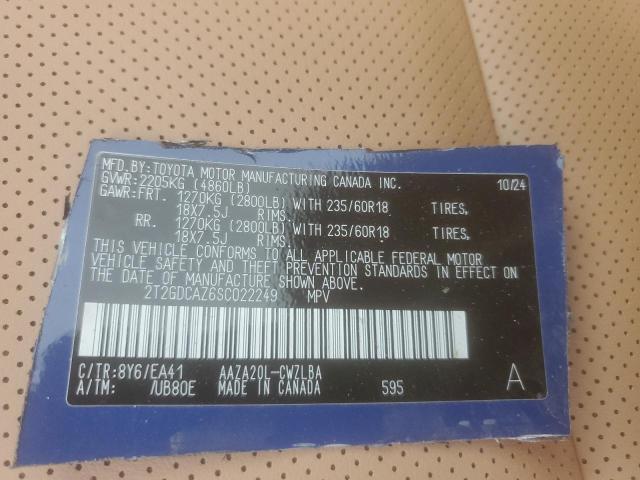 MFD.BY:TOYOTA MOTOR MANUFACTURING CANADA INC. 10/24
GVWR:2205KG (4860LB)
GAWR:FRT. 1270KG (2800LB) WITH 235/60R18 TIRES,
18X7.5J RIMS.
RR. 1270KG (2800LB) WITH 235/60R18 TIRES,
18X7.5J RIMS.
THIS VEHICLE CONFORMS TO ALL APPLICABLE FEDERAL MOTOR
VEHICLE SAFETY AND THEFT PREVENTION STANDARDS IN EFFECT ON
THE DATE OF MANUFACTURE SHOWN ABOVE.
2T2GDCAZ6SC022249 MPV
C/TR:8Y6/EA41 AAZA20L-CWZLBA
A/TM: /UB80E MADE IN CANADA 595 A